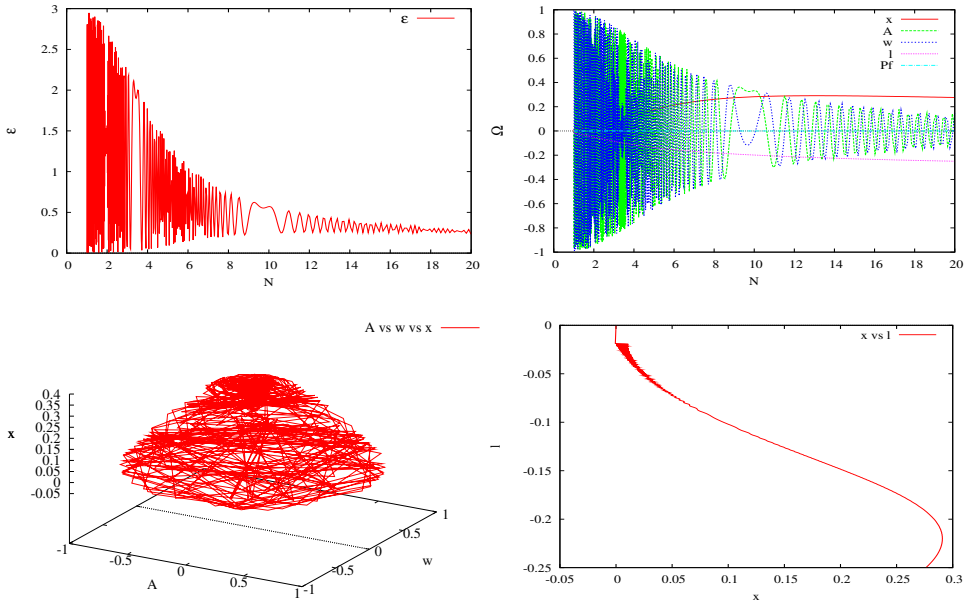 ε
3
2.5
2
1.5
1
0.5
0
ε
0 2 4 6 8 10 12 14 16 18 20
N
x
A
w
l
Pf
1
0.8
0.6
0.4
0.2
0
-0.2
-0.4
-0.6
-0.8
-1
Ω
0 2 4 6 8 10 12 14 16 18 20
N
A vs w vs x
0.4
0.35
0.3
0.25
0.2
0.15
0.1
0.05
0
-0.05
x
-1 -0.5 0 0.5 1
A
-1 -0.5 0 0.5 1
w
x vs l
0
-0.05
-0.1
-0.15
-0.2
-0.25
l
-0.05 0 0.05 0.1 0.15 0.2 0.25 0.3
x